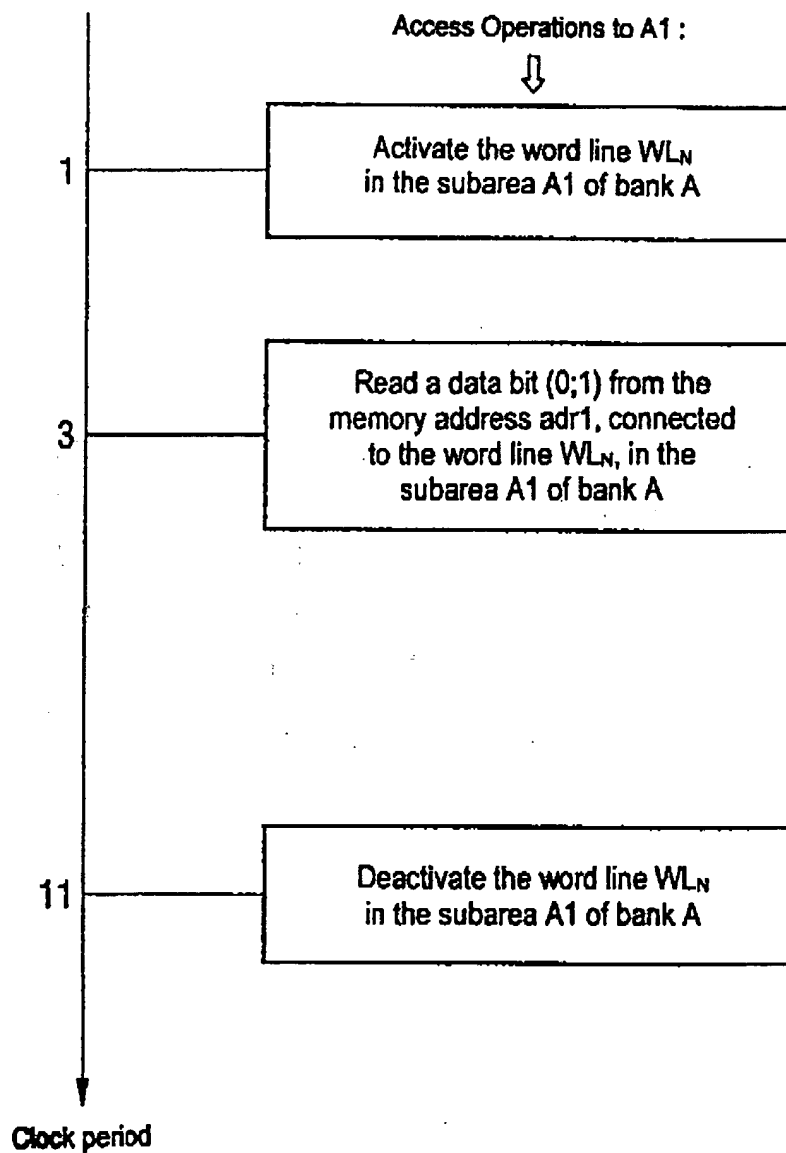 Access Operations to A1 :
1
Activate the word line WLN
in the subarea A1 of bank A
3
Read a data bit (0;1) from the
memory address adr1, connected
to the word line WLN, in the
subarea A1 of bank A
11
Deactivate the word line WLN
in the subarea A1 of bank A
Clock period